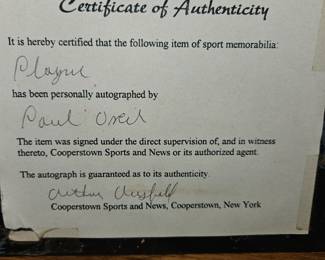 Certificate of Authenticity
It is hereby certified that the following item of sport memorabilia:
Plaque
has been personally autographed by
Paul Oneil
The item was signed under the direct supervision of, and in witness
thereto, Cooperstown Sports and News or its authorized agent.
The autograph is guaranteed as to its authenticity.
Cooperstown Sports and News, Cooperstown, New York